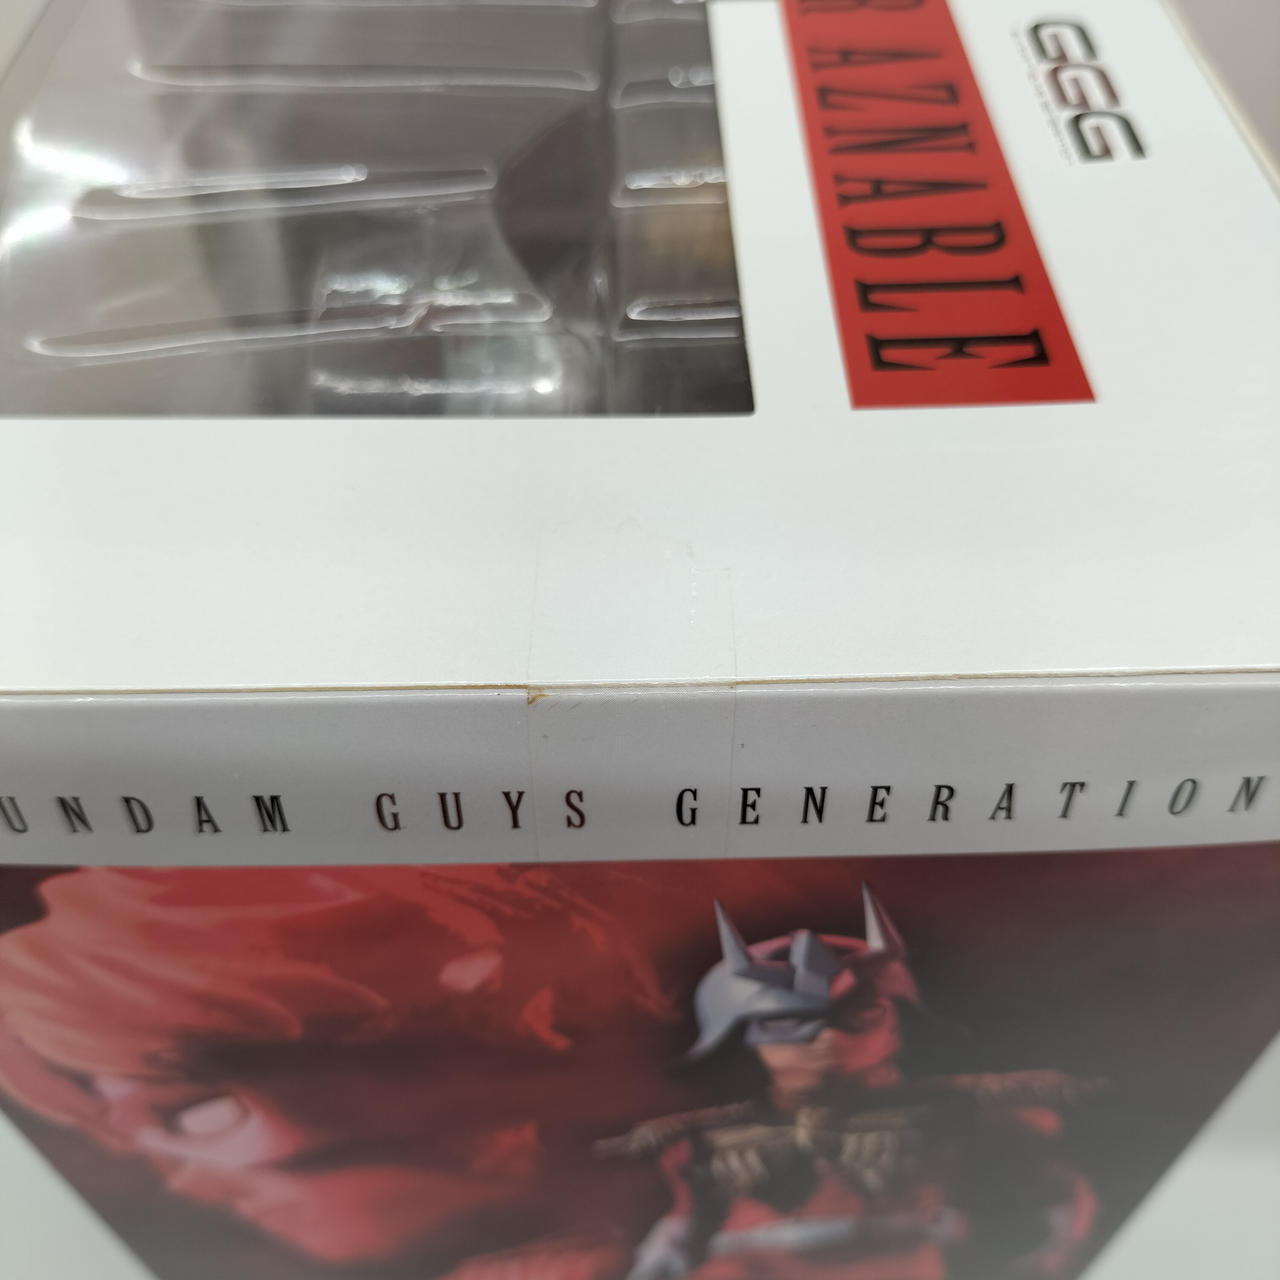 GGG
R AZNABLE
UNDAM GUYS GENERATION